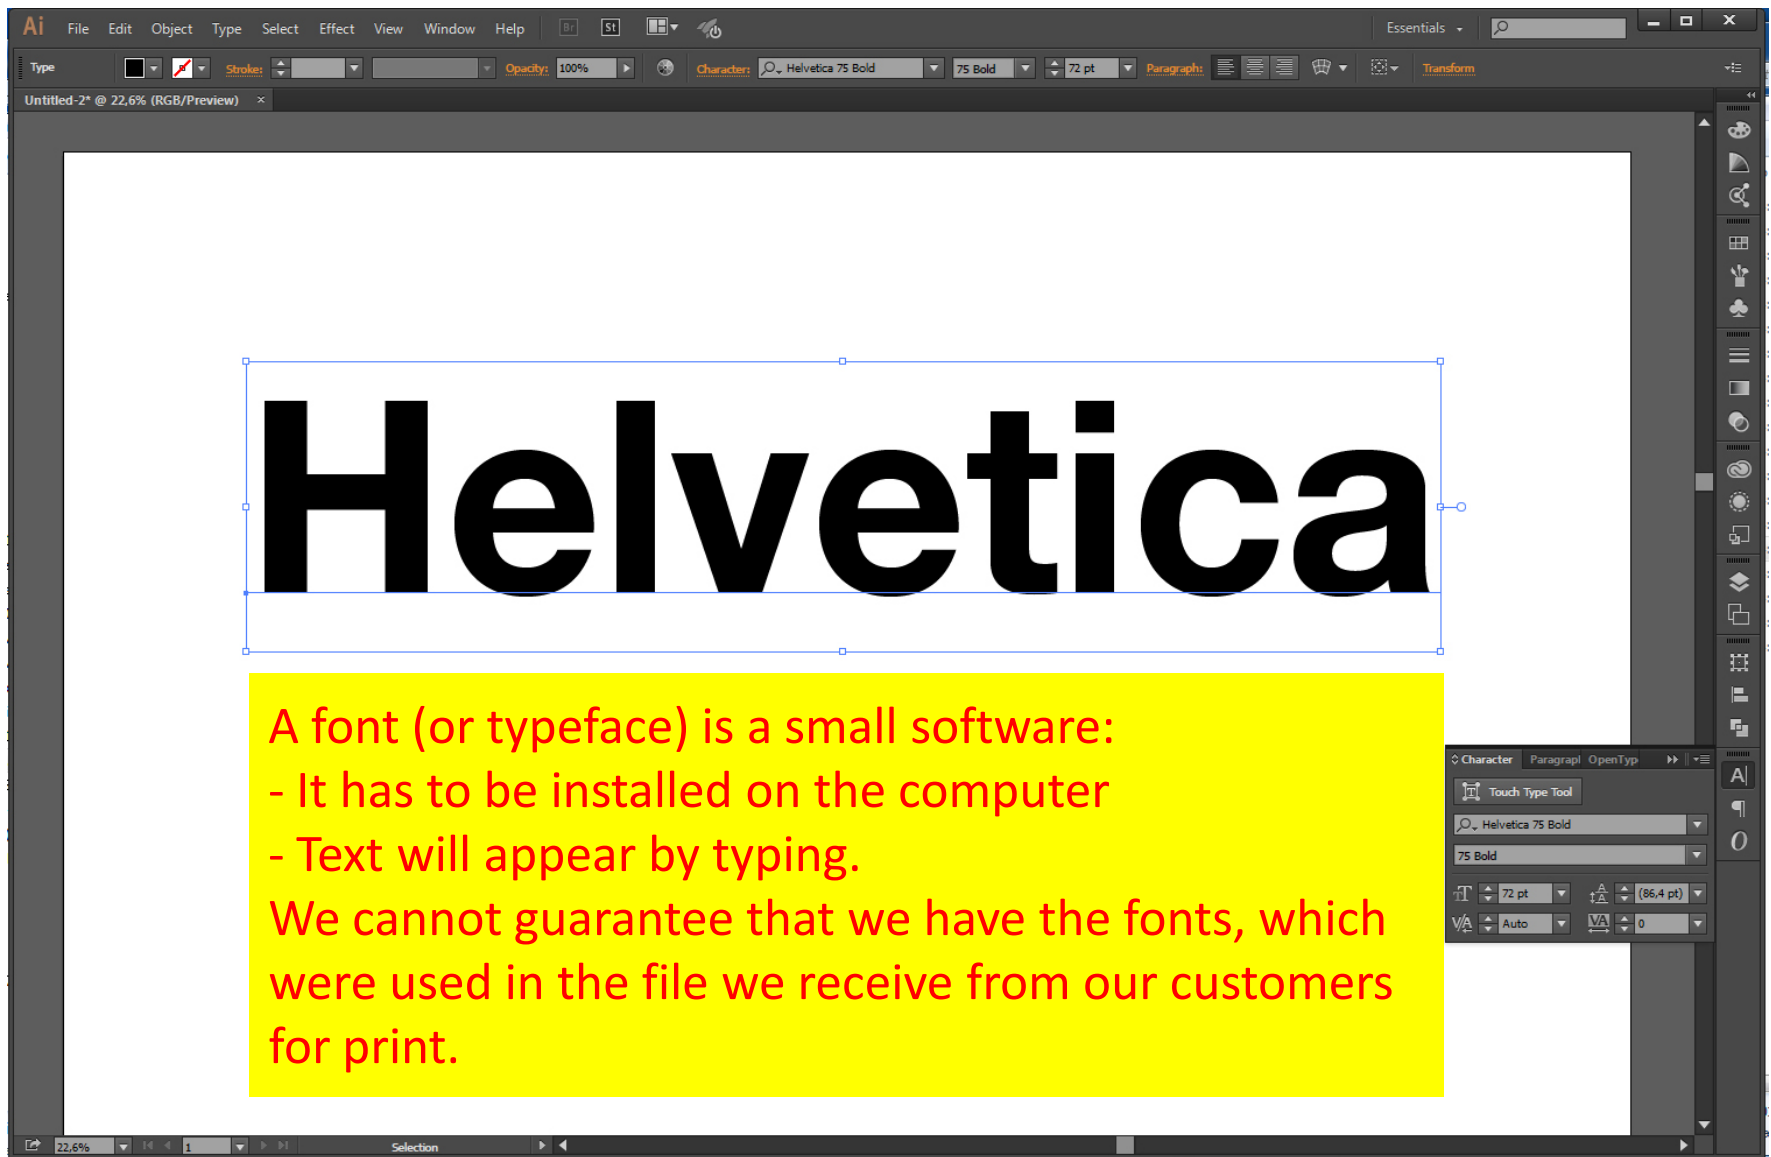 Ai File Edit Object Type Select Effect View Window Help Br St Essentials
Type Stroke: Opacity: 100% Character: Helvetica 75 Bold 75 Bold 72 pt Paragraph: Transform
Untitled-2* @ 22,6% (RGB/Preview) ×
Helvetica
A font (or typeface) is a small software:
- It has to be installed on the computer
- Text will appear by typing.
We cannot guarantee that we have the fonts, which
were used in the file we receive from our customers
for print.
Character Paragrapl OpenTyp
Touch Type Tool
Helvetica 75 Bold
75 Bold
72 pt (86,4 pt)
Auto 0
22,6% 1 Selection